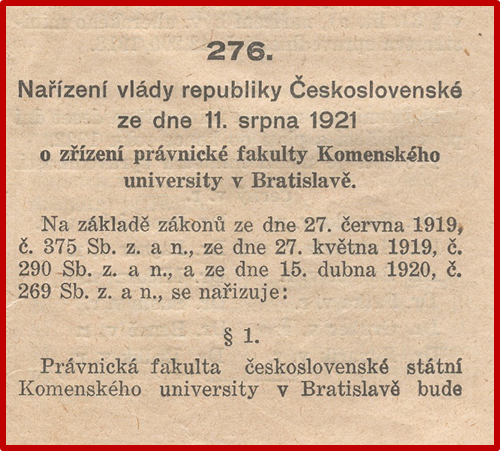 276.
Nařízení vlády republiky Československé
ze dne 11. srpna 1921
o zřízení právnické fakulty Komenského
university v Bratislavě.
Na základě zákonů ze dne 27. června 1919,
č. 375 Sb. z. a n., ze dne 27. května 1919, č.
290 Sb. z. a n., a ze dne 15. dubna 1920, č.
269 Sb. z. a n., se nařizuje:
§ 1.
Právnická fakulta československé státní
Komenského university v Bratislavě bude